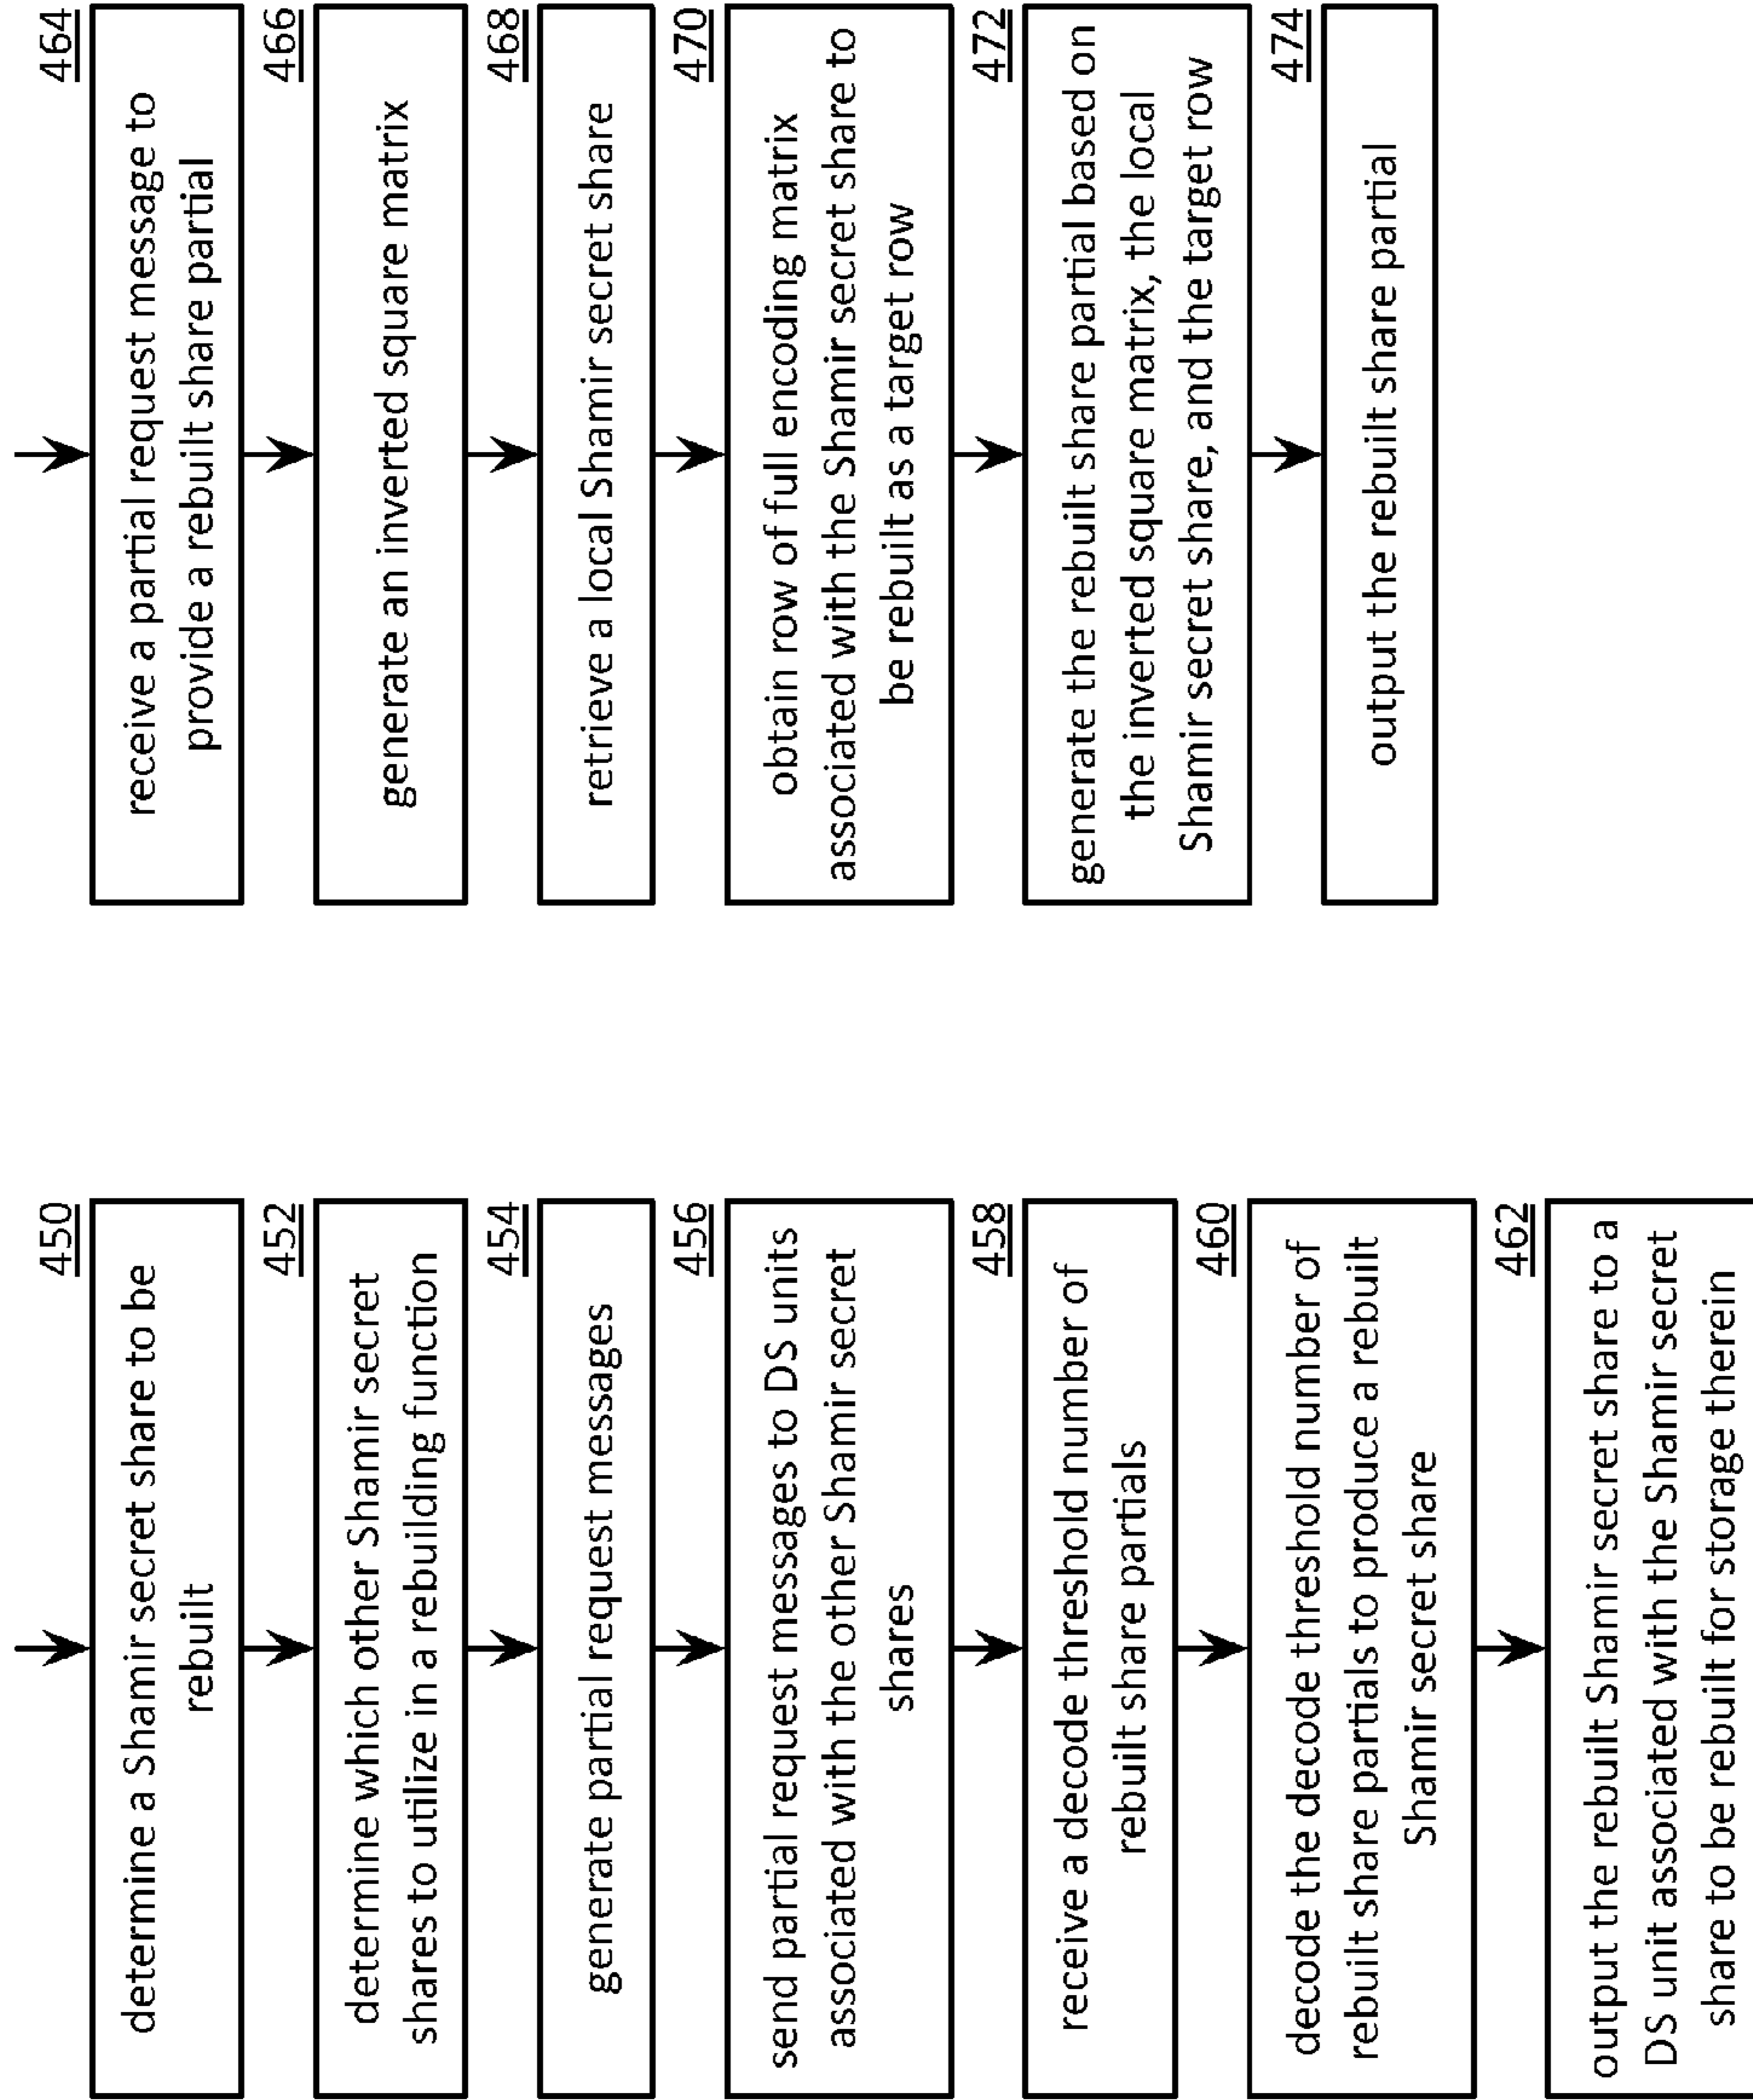 450
determine a Shamir secret share to be
rebuilt
452
determine which other Shamir secret
shares to utilize in a rebuilding function
454
generate partial request messages
456
send partial request messages to DS units
associated with the other Shamir secret
shares
458
receive a decode threshold number of
rebuilt share partials
460
decode the decode threshold number of
rebuilt share partials to produce a rebuilt
Shamir secret share
462
output the rebuilt Shamir secret share to a
DS unit associated with the Shamir secret
share to be rebuilt for storage therein
464
receive a partial request message to
provide a rebuilt share partial
466
generate an inverted square matrix
468
retrieve a local Shamir secret share
470
obtain row of full encoding matrix
associated with the Shamir secret share to
be rebuilt as a target row
472
generate the rebuilt share partial based on
the inverted square matrix, the local
Shamir secret share, and the target row
474
output the rebuilt share partial